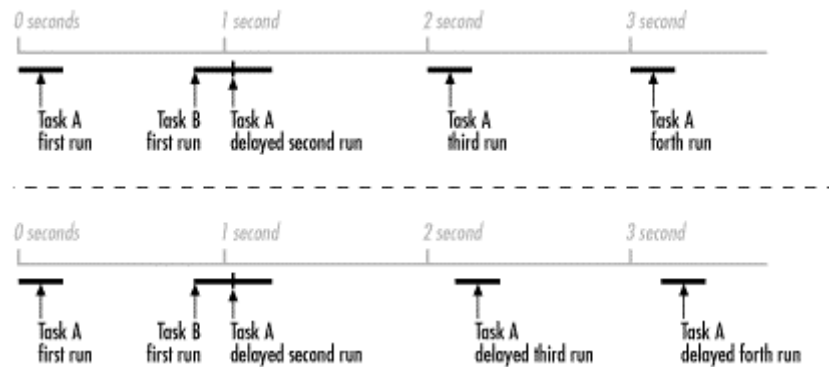 0 seconds 1 second 2 second 3 second
Task A Task B Task A Task A Task A
first run first run delayed second run third run forth run
0 seconds 1 second 2 second 3 second
Task A Task B Task A Task A Task A
first run first run delayed second run delayed third run delayed forth run